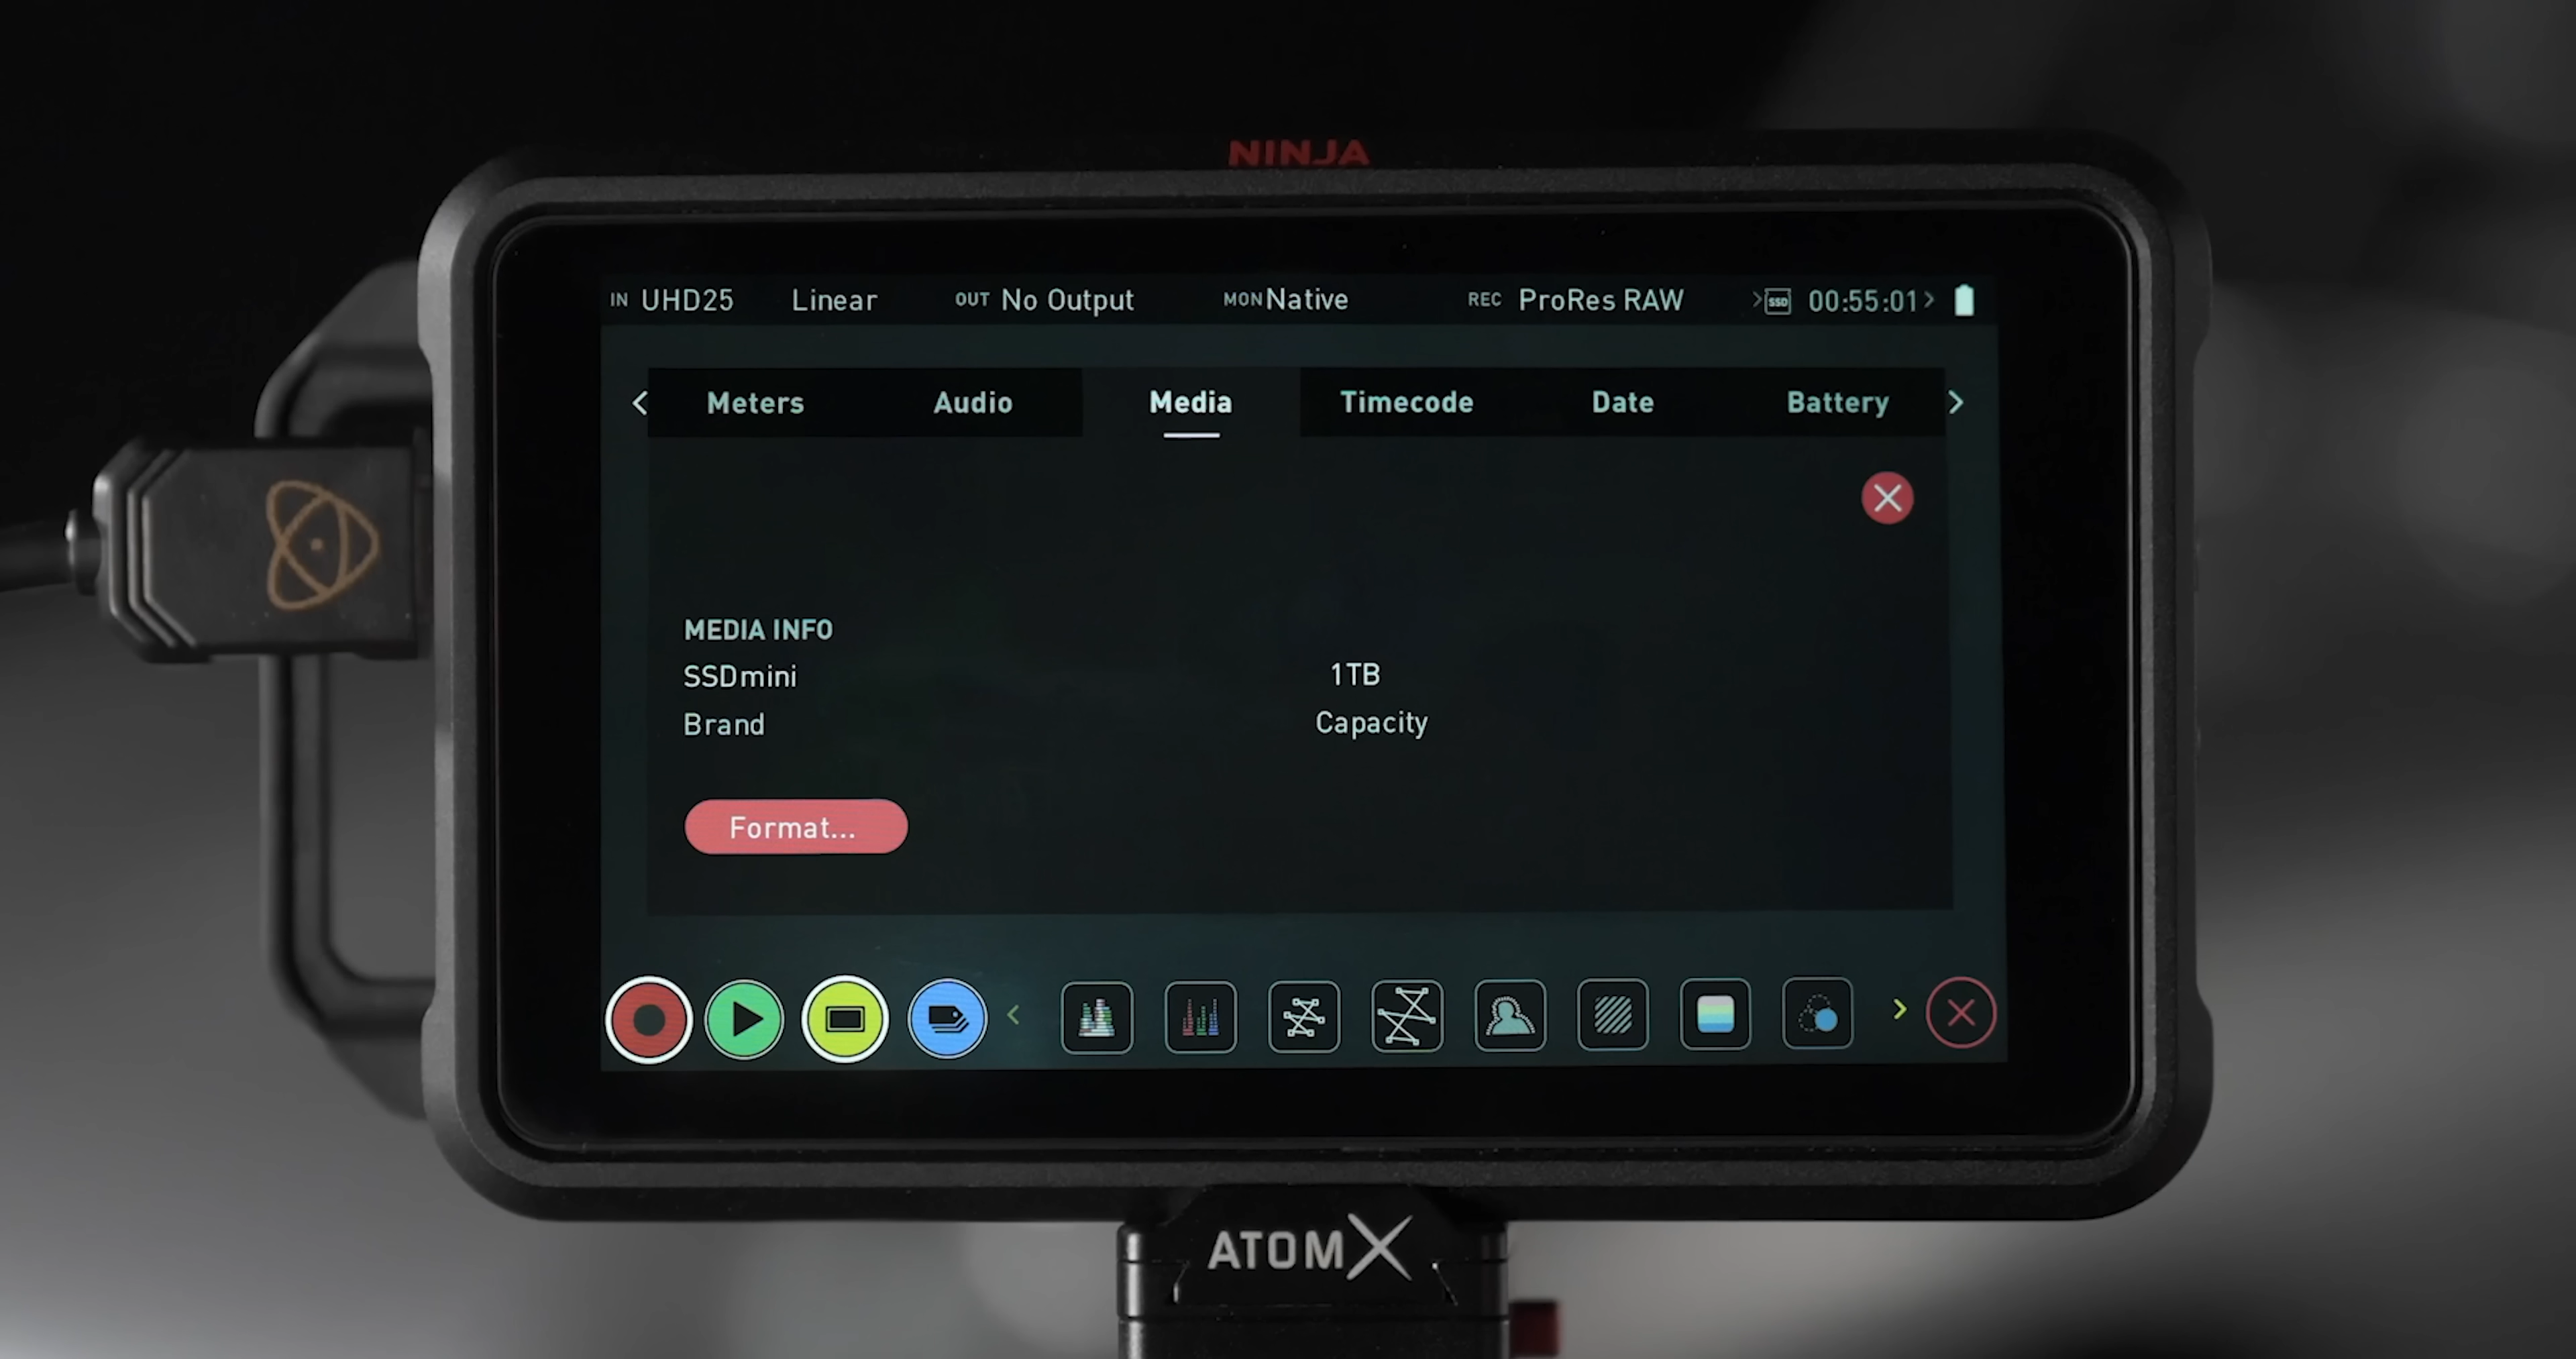 NINJA
IN UHD25 Linear OUT No Output MON Native REC ProRes RAW SSD 00:55:01
Meters Audio Media Timecode Date Battery
MEDIA INFO
SSDmini 1TB
Brand Capacity
Format...
ATOMX